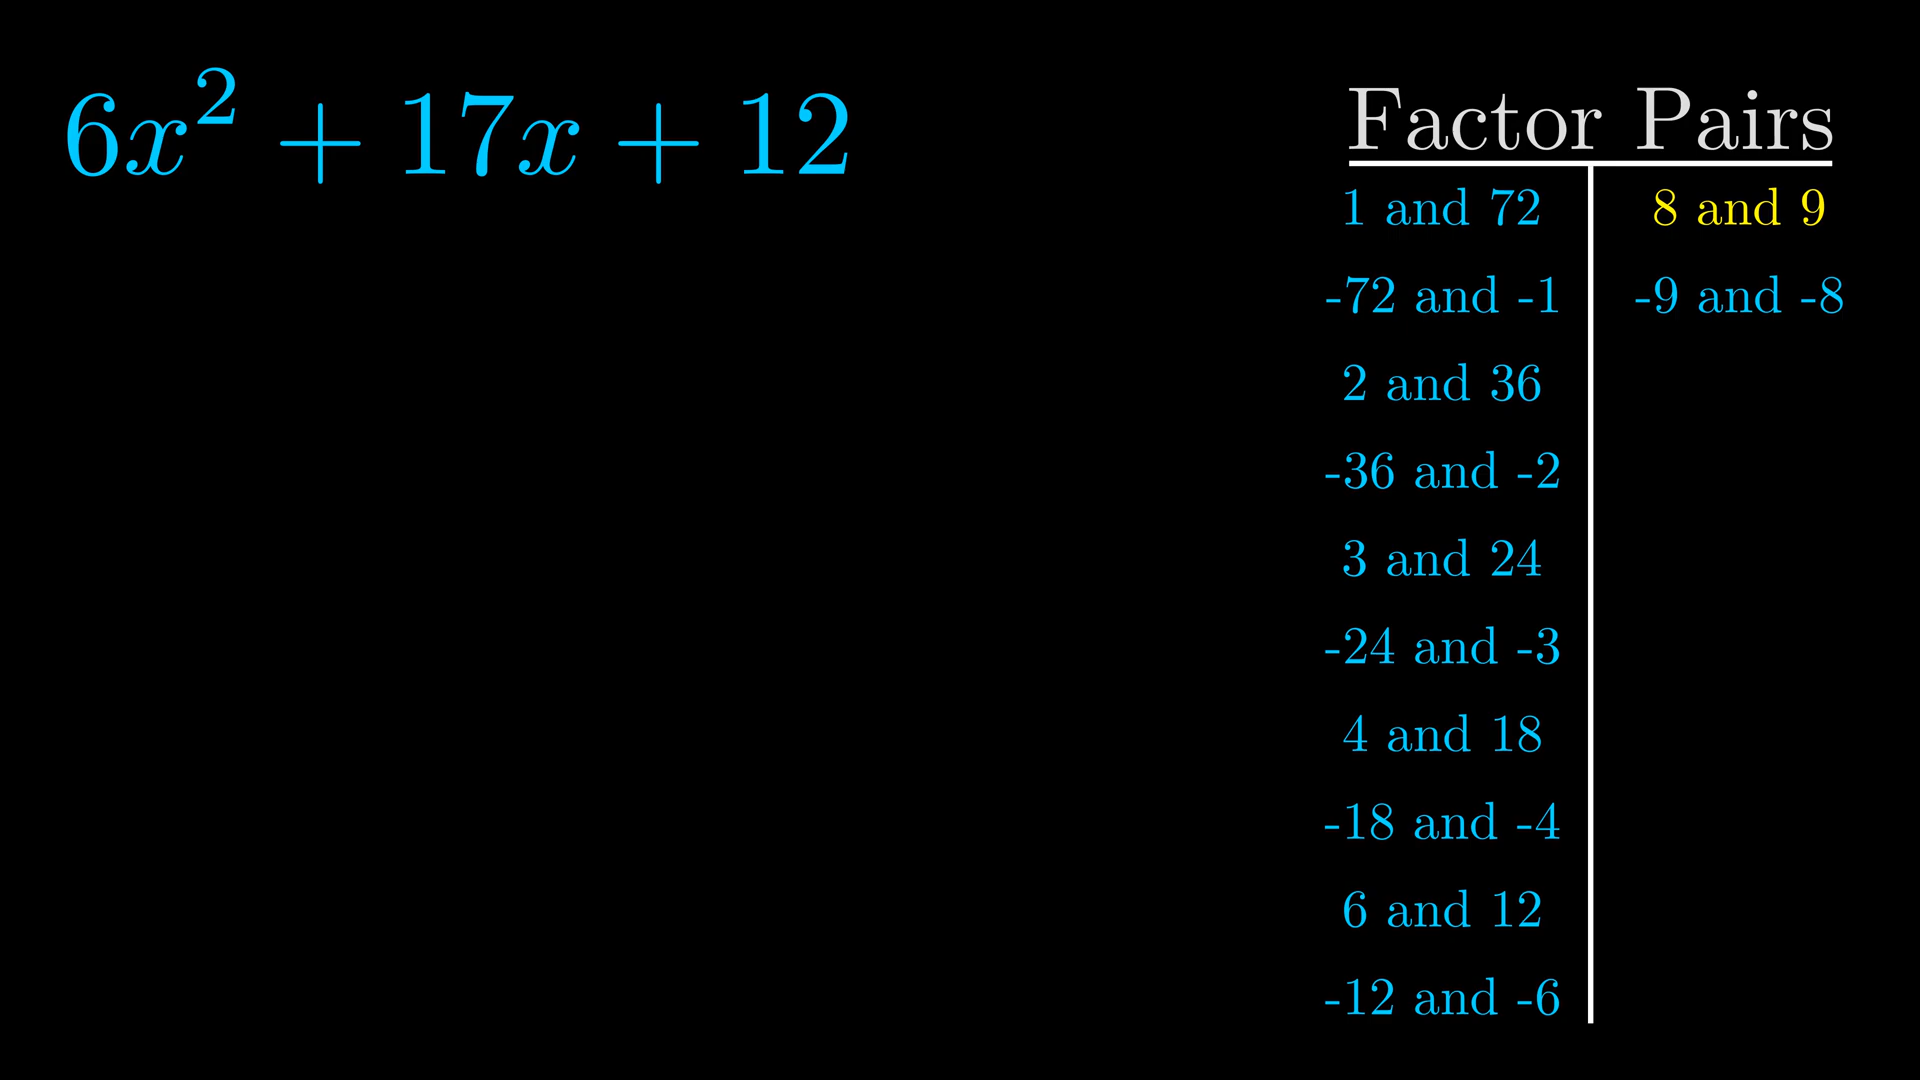 6x² + 17x + 12
Factor Pairs
1 and 72
-72 and -1
2 and 36
-36 and -2
3 and 24
-24 and -3
4 and 18
-18 and -4
6 and 12
-12 and -6
8 and 9
-9 and -8